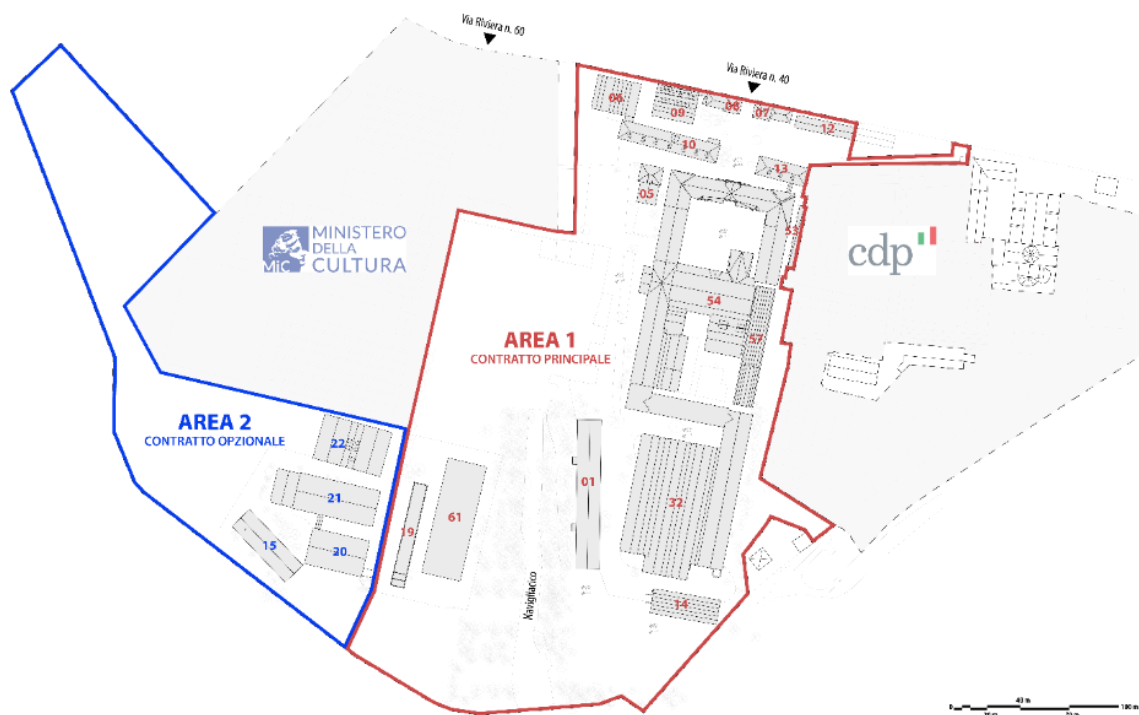 Via Riviera n. 60
Via Riviera n. 40
06
09
08
07
12
10
13
05
53
MiC MINISTERO
DELLA
CULTURA
cdp
54
57
AREA 1
CONTRATTO PRINCIPALE
AREA 2
CONTRATTO OPZIONALE
22
21
15
20
19
61
01
32
14
0
40 m
100 m